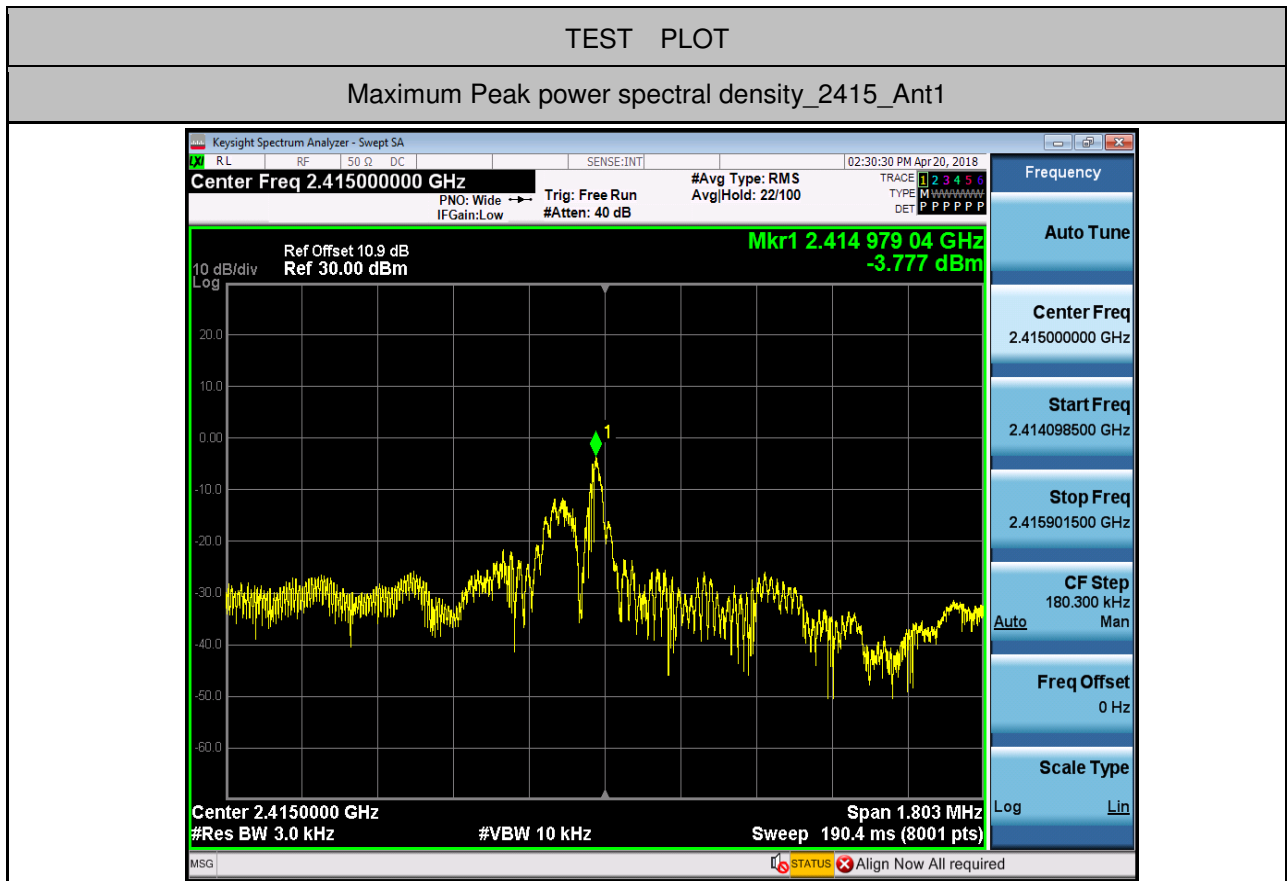 TEST PLOT
Maximum Peak power spectral density_2415_Ant1
Keysight Spectrum Analyzer - Swept SA
LXI RL RF 50 Ω DC SENSE:INT 02:30:30 PM Apr 20, 2018
Center Freq 2.415000000 GHz
PNO: Wide
IFGain:Low
Trig: Free Run
#Atten: 40 dB
#Avg Type: RMS
Avg|Hold: 22/100
TRACE 1 2 3 4 5 6
TYPE M W W W W W
DET P P P P P P
Ref Offset 10.9 dB
10 dB/div Ref 30.00 dBm
Log
Mkr1 2.414 979 04 GHz
-3.777 dBm
20.0
10.0
0.00
-10.0
-20.0
-30.0
-40.0
-50.0
-60.0
1
Center 2.4150000 GHz Span 1.803 MHz
#Res BW 3.0 kHz #VBW 10 kHz Sweep 190.4 ms (8001 pts)
MSG STATUS Align Now All required
Frequency
Auto Tune
Center Freq
2.415000000 GHz
Start Freq
2.414098500 GHz
Stop Freq
2.415901500 GHz
CF Step
180.300 kHz
Auto Man
Freq Offset
0 Hz
Scale Type
Log Lin